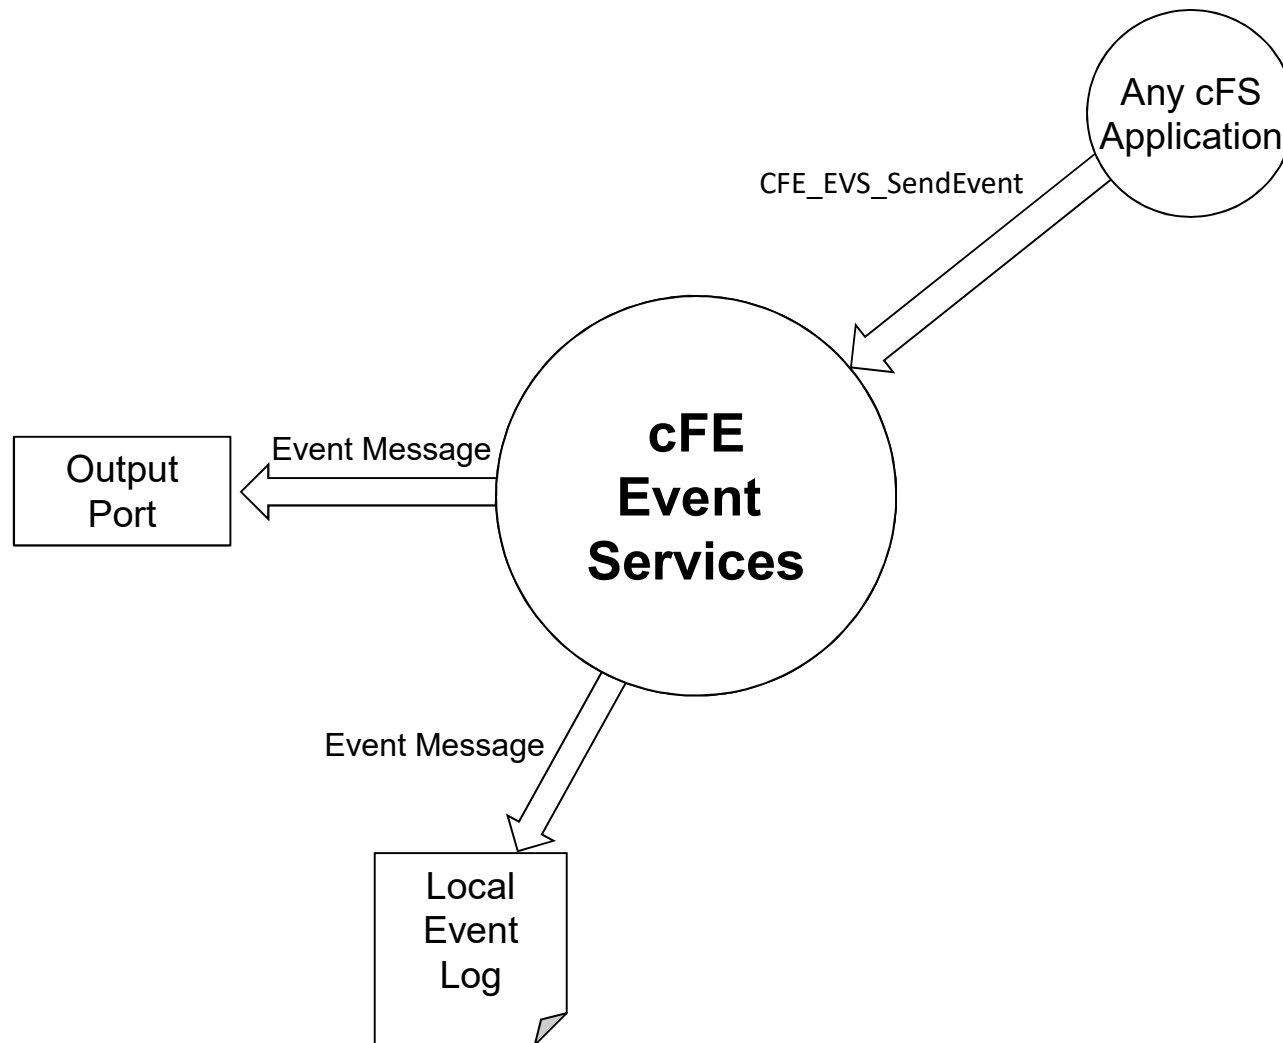 Any cFS
Application
CFE_EVS_SendEvent
cFE
Event
Services
Event Message
Output
Port
Event Message
Local
Event
Log